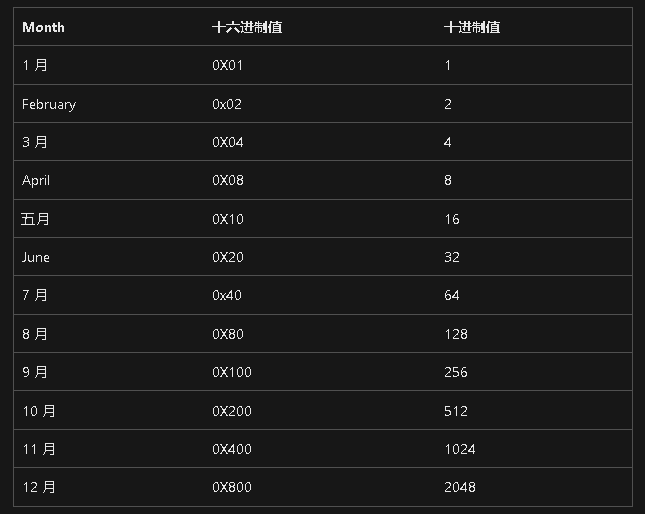 Month 十六进制值 十进制值
1 月 0X01 1
February 0x02 2
3 月 0X04 4
April 0X08 8
五月 0X10 16
June 0X20 32
7 月 0x40 64
8 月 0X80 128
9 月 0X100 256
10 月 0X200 512
11 月 0X400 1024
12 月 0X800 2048